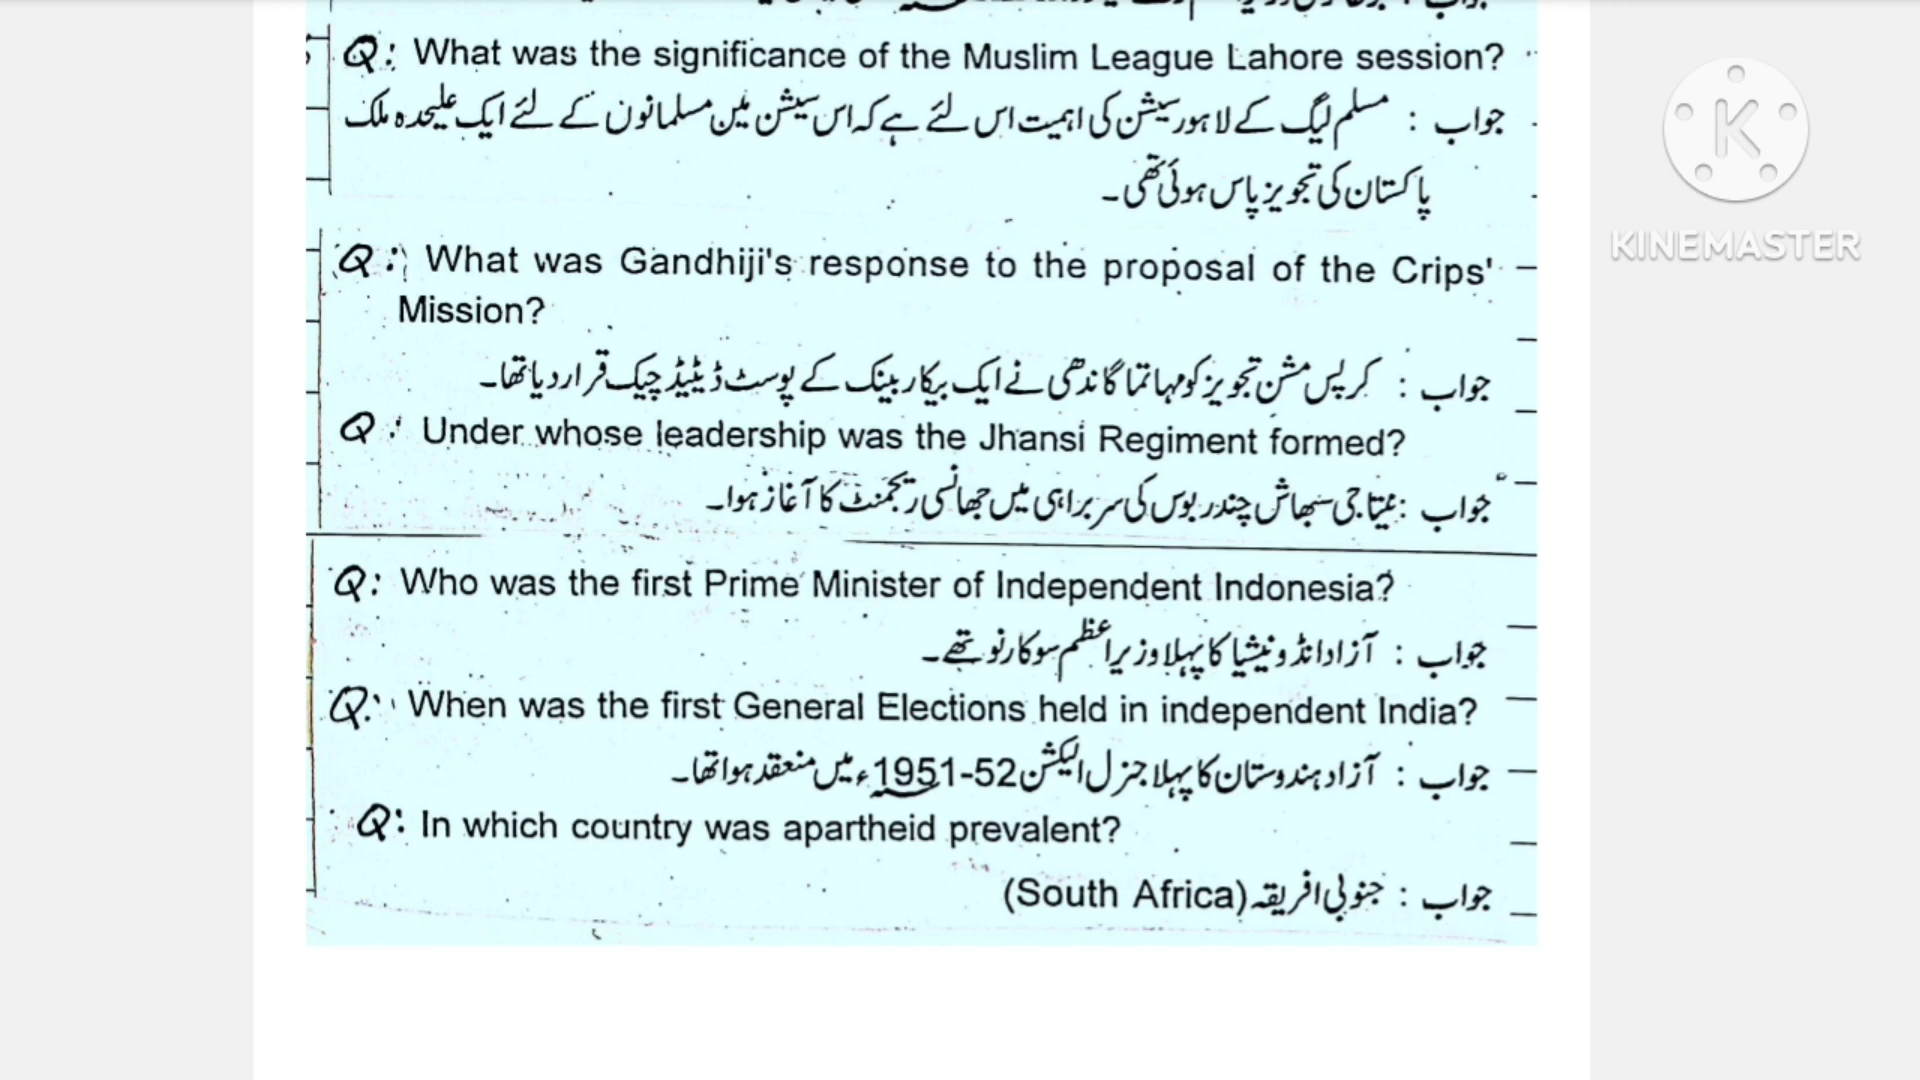 Q: What was the significance of the Muslim League Lahore session?
جواب : مسلم لیگ کے لاہور سیشن کی اہمیت اس لئے ہے کہ اس سیشن میں مسلمانوں کے لئے ایک علیحدہ ملک
پاکستان کی تجویز پاس ہوئی تھی۔
Q: What was Gandhiji's response to the proposal of the Crips'
Mission?
جواب : کرپس مشن تجویز کو مہاتما گاندھی نے ایک بیکار بینک کے پوسٹ ڈیٹیڈ چیک قرار دیا تھا۔
Q: Under whose leadership was the Jhansi Regiment formed?
جواب : نیتا جی سبھاش چندر بوس کی سربراہی میں جھانسی ریجمنٹ کا آغاز ہوا۔
Q: Who was the first Prime Minister of Independent Indonesia?
جواب : آزاد انڈونیشیا کا پہلا وزیر اعظم سوکارنو تھے۔
Q: When was the first General Elections held in independent India?
جواب : آزاد ہندوستان کا پہلا جنرل الیکشن 52-1951ء میں منعقد ہوا تھا۔
Q: In which country was apartheid prevalent?
جواب : جنوبی افریقہ (South Africa)
KINEMASTER